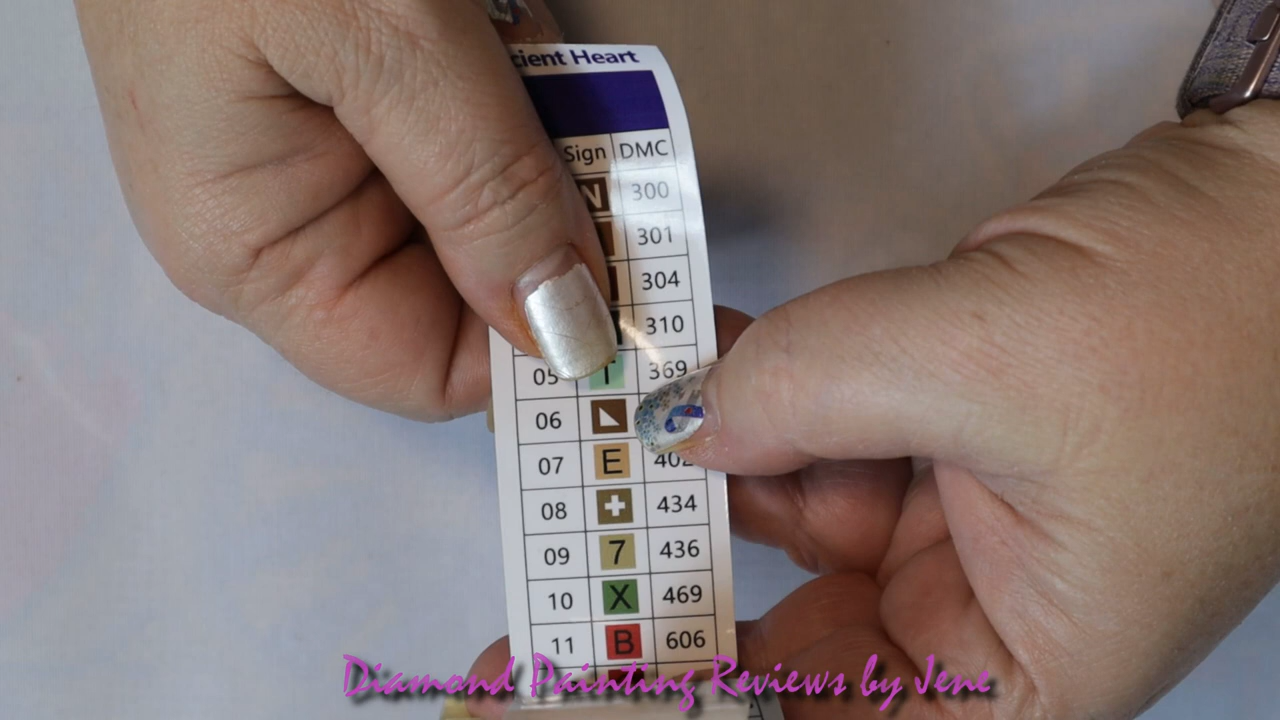 cient Heart
Sign DMC
N 300
301
304
310
05 T 369
06
07 E 402
08 434
09 7 436
10 X 469
11 B 606
Diamond Painting Reviews by Jene